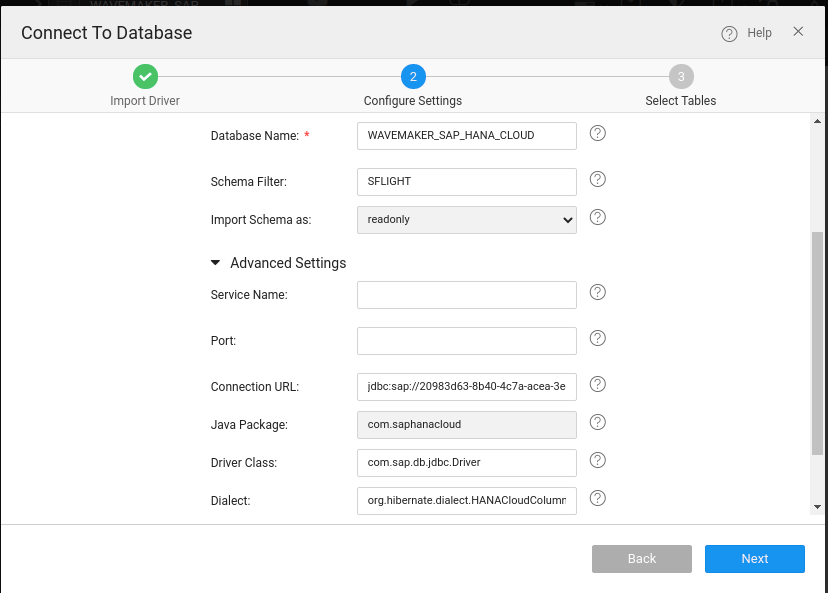 WAVEMAKER_SAP
Connect To Database
Help
2
3
Import Driver
Configure Settings
Select Tables
Database Name: *
WAVEMAKER_SAP_HANA_CLOUD
Schema Filter:
SFLIGHT
Import Schema as:
readonly
Advanced Settings
Service Name:
Port:
Connection URL:
jdbc:sap://20983d63-8b40-4c7a-acea-3e
Java Package:
com.saphanacloud
Driver Class:
com.sap.db.jdbc.Driver
Dialect:
org.hibernate.dialect.HANACloudColumn
Back
Next